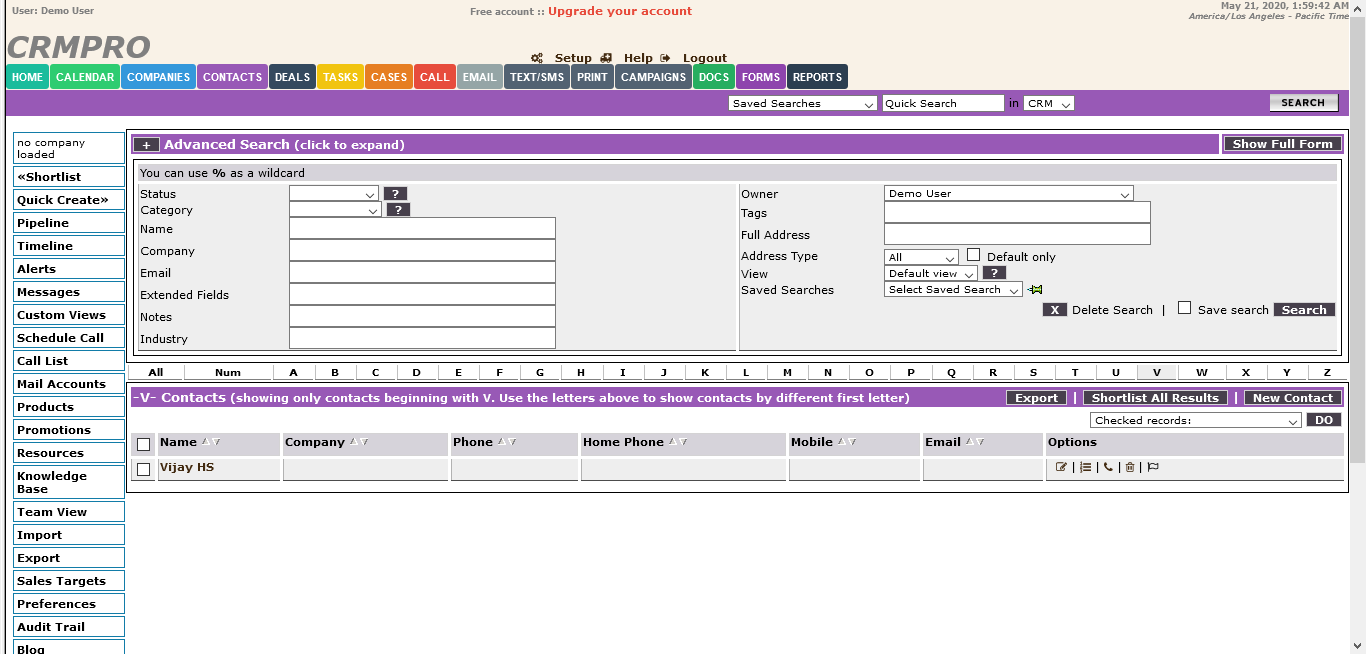 User: Demo User
Free account :: Upgrade your account
May 21, 2020, 1:59:42 AM
America/Los Angeles - Pacific Time
CRMPRO
Setup Help Logout
HOME CALENDAR COMPANIES CONTACTS DEALS TASKS CASES CALL EMAIL TEXT/SMS PRINT CAMPAIGNS DOCS FORMS REPORTS
Saved Searches Quick Search in CRM SEARCH
no company
loaded
«Shortlist
Quick Create»
Pipeline
Timeline
Alerts
Messages
Custom Views
Schedule Call
Call List
Mail Accounts
Products
Promotions
Resources
Knowledge
Base
Team View
Import
Export
Sales Targets
Preferences
Audit Trail
Blog
+ Advanced Search (click to expand) Show Full Form
You can use % as a wildcard
Status ?
Category ?
Name
Company
Email
Extended Fields
Notes
Industry
Owner Demo User
Tags
Full Address
Address Type All Default only
View Default view ?
Saved Searches Select Saved Search
X Delete Search | Save search Search
All Num A B C D E F G H I J K L M N O P Q R S T U V W X Y Z
-V- Contacts (showing only contacts beginning with V. Use the letters above to show contacts by different first letter) Export | Shortlist All Results | New Contact
Checked records: DO
Name Company Phone Home Phone Mobile Email Options
Vijay HS | | | |